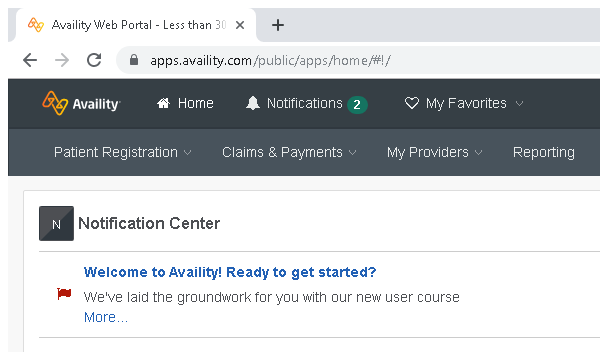 Availity Web Portal - Less than 30
apps.availity.com/public/apps/home/#!/
Availity Home Notifications 2 My Favorites
Patient Registration Claims & Payments My Providers Reporting
N Notification Center
Welcome to Availity! Ready to get started?
We've laid the groundwork for you with our new user course
More...